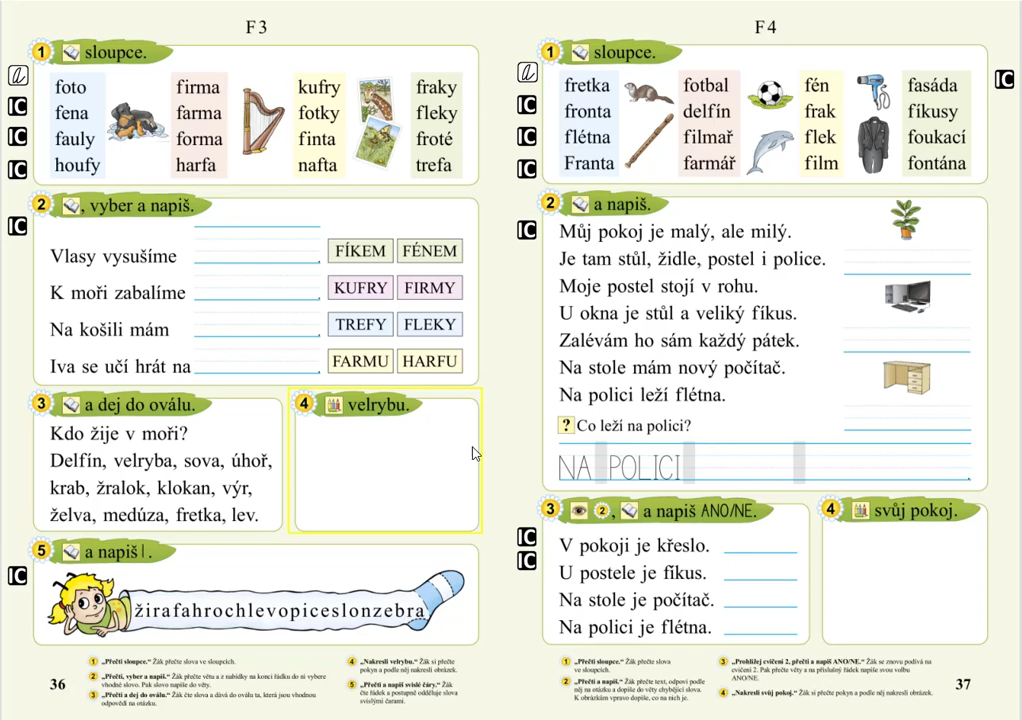 F 3
1 sloupce.
foto firma kufry fraky
fena farma fotky fleky
fauly forma finta froté
houfy harfa nafta trefa
2 , vyber a napiš.
Vlasy vysušíme . FÍKEM FÉNEM
K moři zabalíme . KUFRY FIRMY
Na košili mám . TREFY FLEKY
Iva se učí hrát na . FARMU HARFU
3 a dej do oválu.
Kdo žije v moři?
Delfín, velryba, sova, úhoř,
krab, žralok, klokan, výr,
želva, medúza, fretka, lev.
4 velrybu.
5 a napiš | .
žirafahrochlevopiceslonzebra
1 „Přečti sloupce.“ Žák přečte slova ve sloupcích.
2 „Přečti, vyber a napiš.“ Žák přečte větu a z nabídky na konci řádku do ní vybere
vhodné slovo. Pak slovo napíše do věty.
3 „Přečti a dej do oválu.“ Žák čte slova a dává do oválu ta, která jsou vhodnou
odpovědí na otázku.
4 „Nakresli velrybu.“ Žák si přečte
pokyn a podle něj nakreslí obrázek.
5 „Přečti a napiš svislé čáry.“ Žák
čte řádek a postupně odděluje slova
svislými čarami.
36
F 4
1 sloupce.
fretka fotbal fén fasáda
fronta delfín frak fíkusy
flétna filmař flek foukací
Franta farmář film fontána
2 a napiš.
Můj pokoj je malý, ale milý.
Je tam stůl, židle, postel i police.
Moje postel stojí v rohu.
U okna je stůl a veliký fíkus.
Zalévám ho sám každý pátek.
Na stole mám nový počítač.
Na polici leží flétna.
? Co leží na polici?
NA POLICI .
3 2 , a napiš ANO/NE.
V pokoji je křeslo.
U postele je fíkus.
Na stole je počítač.
Na polici je flétna.
4 svůj pokoj.
1 „Přečti sloupce.“ Žák přečte slova
ve sloupcích.
2 „Přečti a napiš.“ Žák přečte text, odpoví podle
něj na otázku a dopíše do věty chybějící slova.
K obrázkům vpravo dopíše, co na nich je.
3 „Prohlédni cvičení 2, přečti a napiš ANO/NE.“ Žák se znovu podívá na
cvičení 2. Pak přečte věty a na příslušný řádek napíše svou volbu
ANO/NE.
4 „Nakresli svůj pokoj.“ Žák si přečte pokyn a podle něj nakreslí obrázek.
37